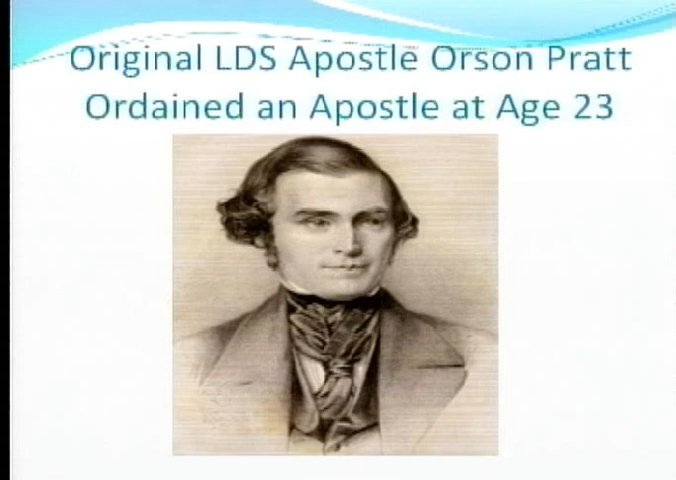 Original LDS Apostle Orson Pratt
Ordained an Apostle at Age 23